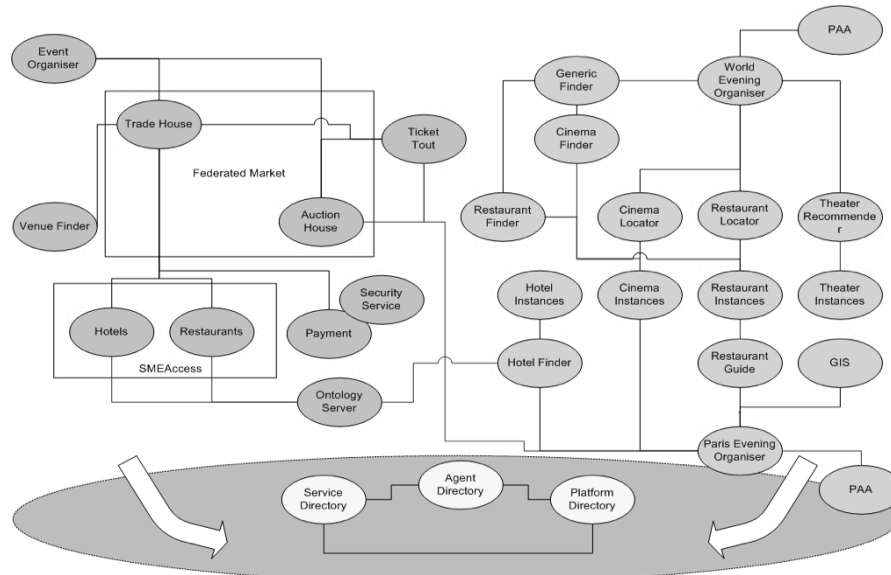 PAA
Event
Organiser
Generic
Finder
World
Evening
Organiser
Trade House
Ticket
Tout
Cinema
Finder
Federated Market
Venue Finder
Auction
House
Restaurant
Finder
Cinema
Locator
Restaurant
Locator
Theater
Recommende
r
Security
Service
Hotel
Instances
Cinema
Instances
Restaurant
Instances
Theater
Instances
Hotels
Restaurants
Payment
SMEAccess
Hotel Finder
Restaurant
Guide
GIS
Ontology
Server
Paris Evening
Organiser
Service
Directory
Agent
Directory
Platform
Directory
PAA